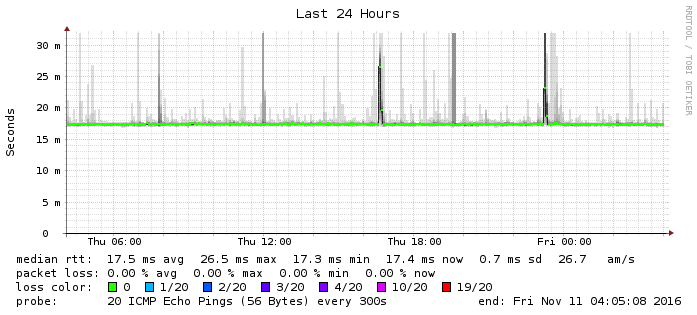 Last 24 Hours
RRDTOOL / TOBI OETIKER
Seconds
30 m
25 m
20 m
15 m
10 m
5 m
0
Thu 06:00 Thu 12:00 Thu 18:00 Fri 00:00
median rtt: 17.5 ms avg 26.5 ms max 17.3 ms min 17.4 ms now 0.7 ms sd 26.7 am/s
packet loss: 0.00 % avg 0.00 % max 0.00 % min 0.00 % now
loss color: 0 1/20 2/20 3/20 4/20 10/20 19/20
probe: 20 ICMP Echo Pings (56 Bytes) every 300s end: Fri Nov 11 04:05:08 2016